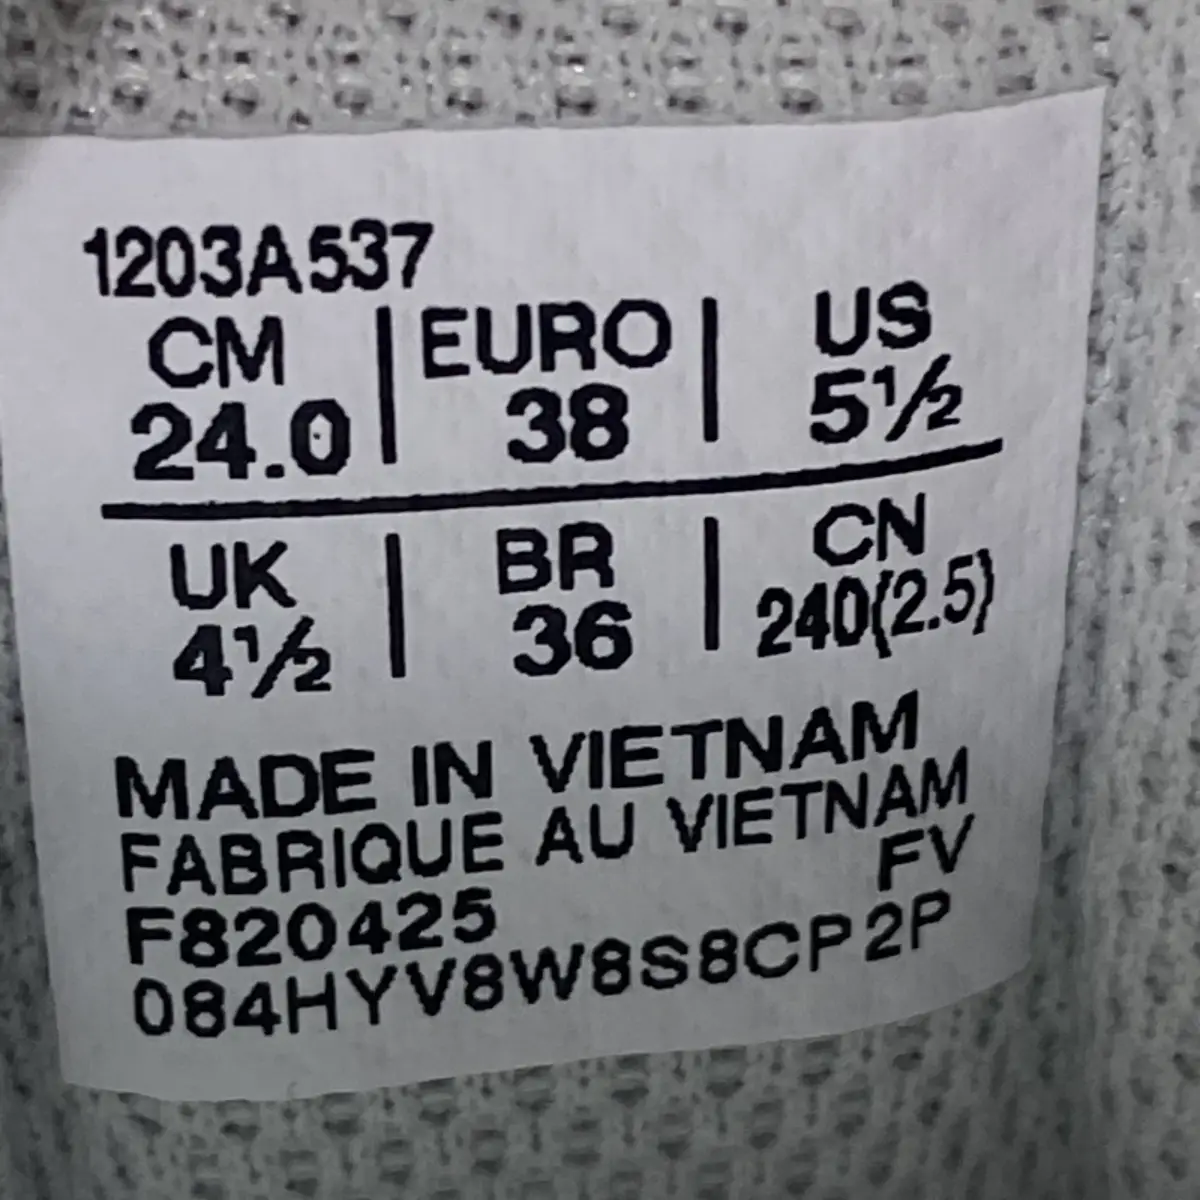 1203A537
CM | EURO | US
24.0 | 38 | 5½
UK | BR | CN
4½ | 36 | 240(2.5)
MADE IN VIETNAM
FABRIQUE AU VIETNAM
FV
F820425
084HYV8W8S8CP2P